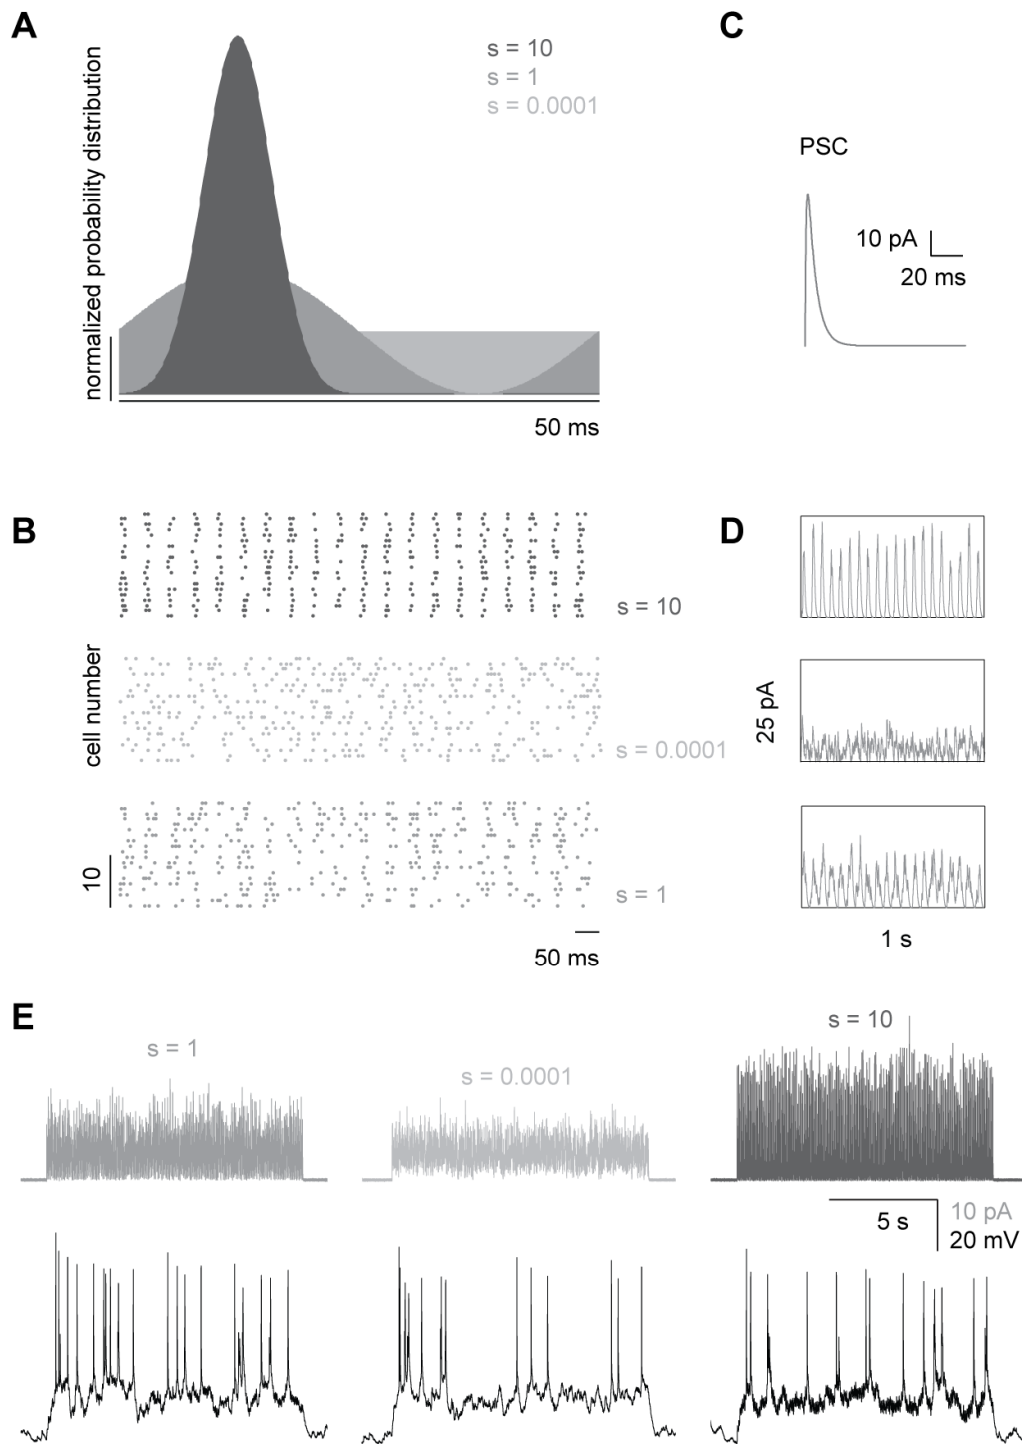 A
s = 10
s = 1
s = 0.0001
normalized probability distribution
50 ms
C
PSC
10 pA
20 ms
B
s = 10
cell number
s = 0.0001
10
s = 1
50 ms
D
25 pA
1 s
E
s = 1
s = 0.0001
s = 10
5 s
10 pA
20 mV